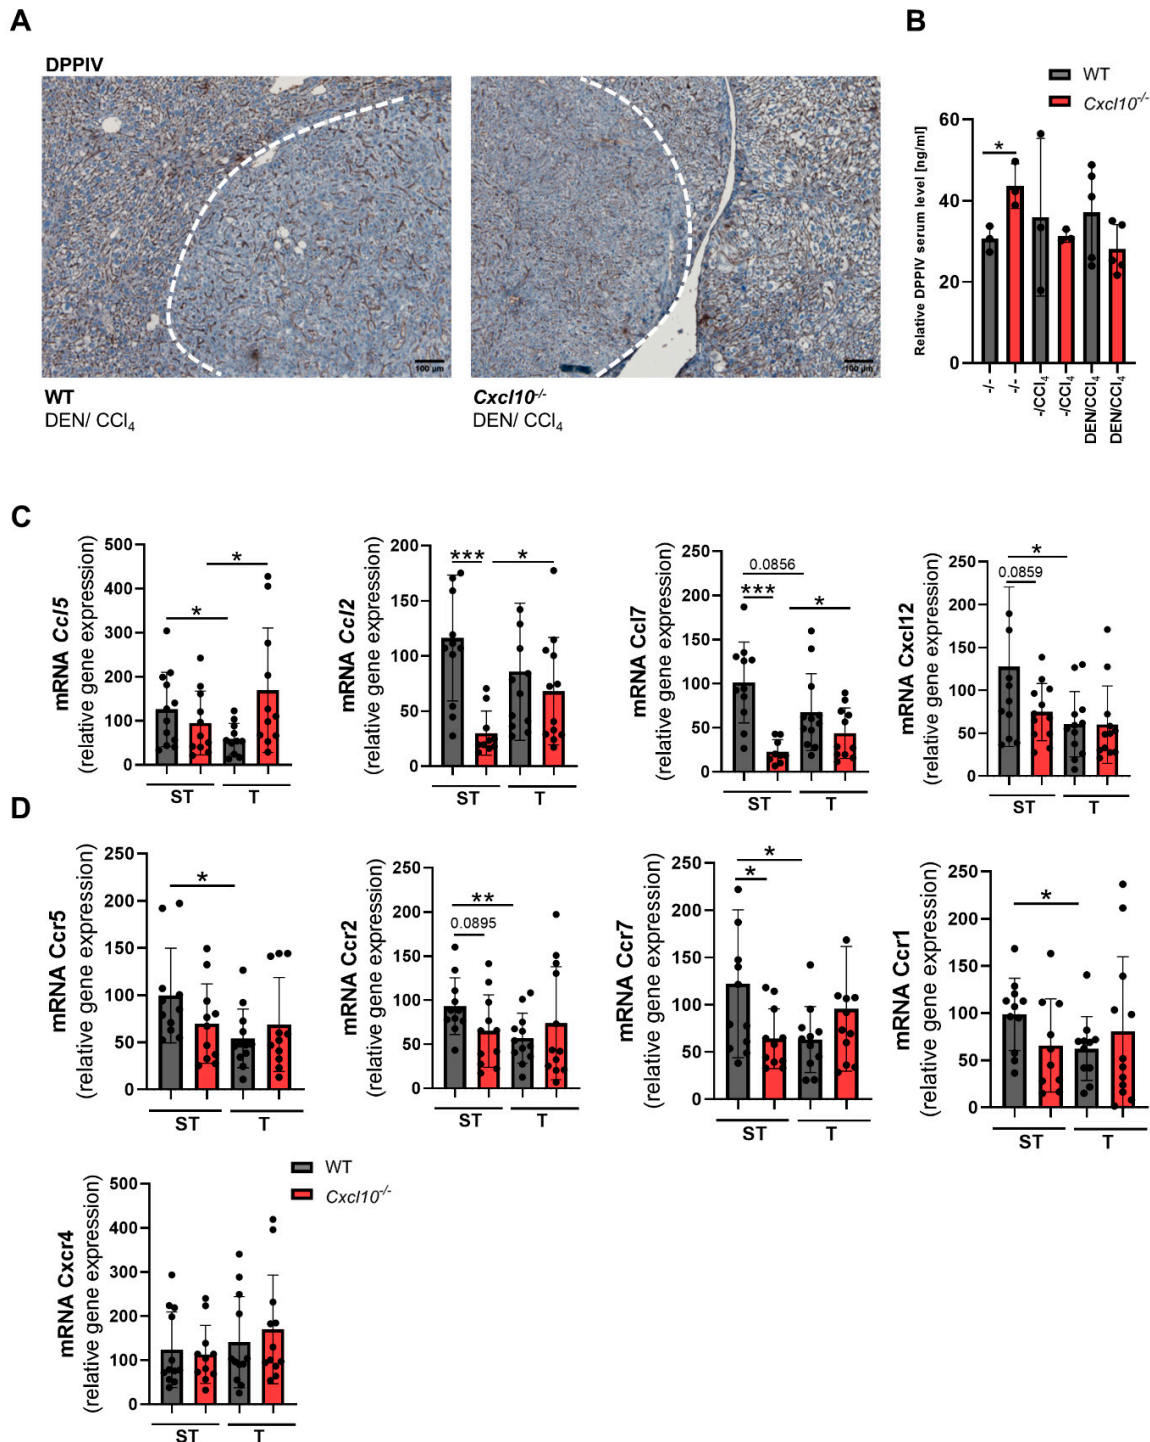 A
B
DPPIV
100 µm
100 µm
WT
DEN/ CCl₄
Cxcl10⁻/⁻
DEN/ CCl₄
WT
Cxcl10⁻/⁻
Relative DPPIV serum level [ng/ml]
60
40
20
0
*
-/-
-/-
-/CCl₄
-/CCl₄
DEN/CCl₄
DEN/CCl₄
C
mRNA Ccl5
(relative gene expression)
500
400
300
200
100
0
*
*
ST
T
mRNA Ccl2
(relative gene expression)
200
150
100
50
0
***
*
ST
T
mRNA Ccl7
(relative gene expression)
250
200
150
100
50
0
0.0856
***
*
ST
T
mRNA Cxcl12
(relative gene expression)
250
200
150
100
50
0
*
0.0859
ST
T
D
mRNA Ccr5
(relative gene expression)
250
200
150
100
50
0
*
ST
T
mRNA Ccr2
(relative gene expression)
250
200
150
100
50
0
**
0.0895
ST
T
mRNA Ccr7
(relative gene expression)
250
200
150
100
50
0
*
*
ST
T
mRNA Ccr1
(relative gene expression)
250
200
150
100
50
0
*
ST
T
WT
Cxcl10⁻/⁻
mRNA Cxcr4
(relative gene expression)
500
400
300
200
100
0
ST
T